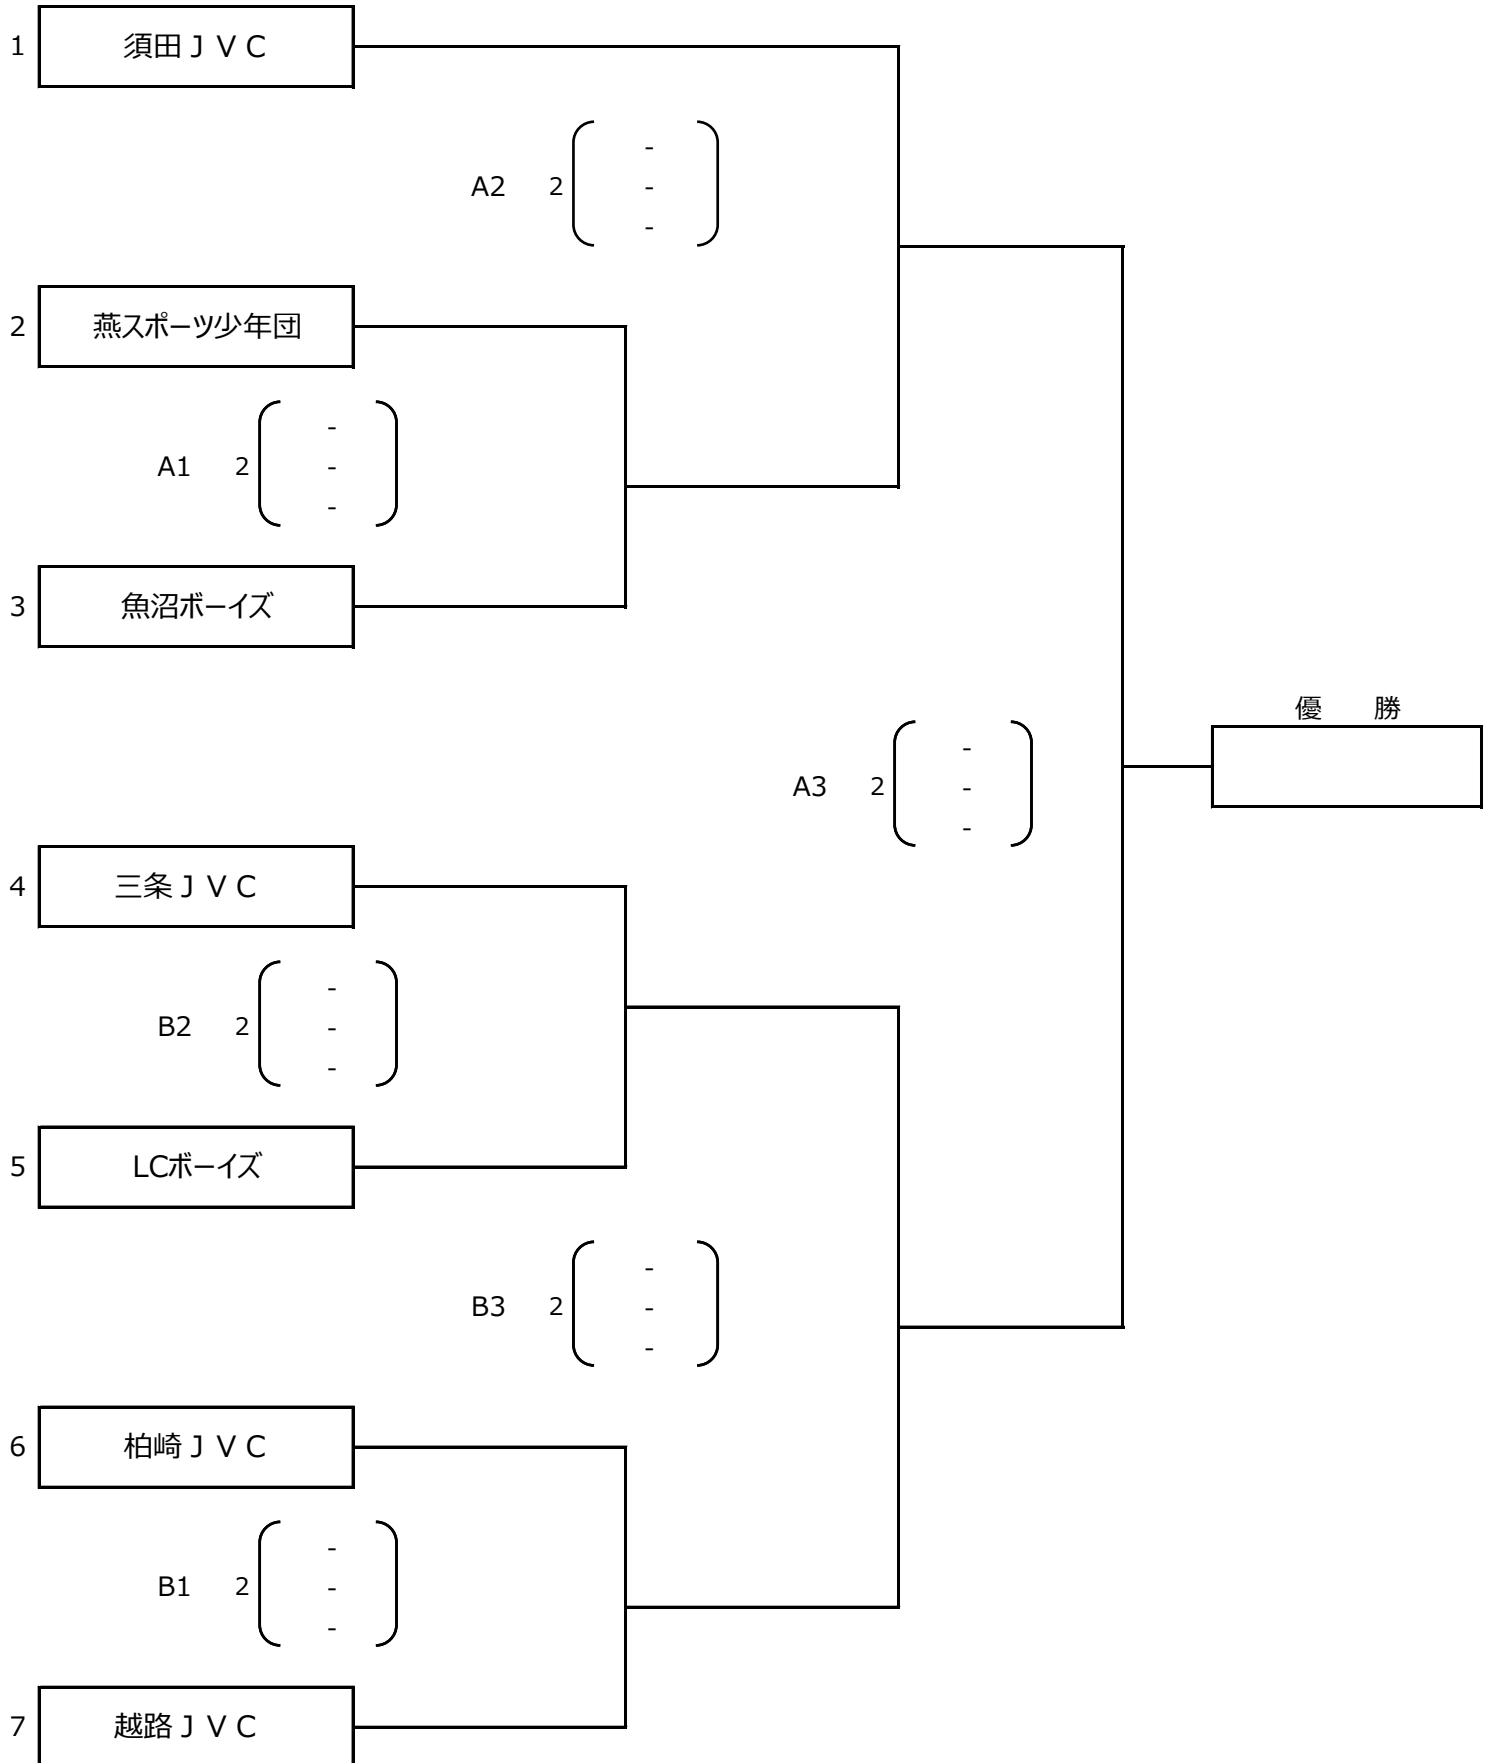 1 須田ＪＶＣ
-
A2 2 -
-
2 燕スポーツ少年団
-
A1 2 -
-
3 魚沼ボーイズ
優　勝
-
A3 2 -
-
4 三条ＪＶＣ
-
B2 2 -
-
5 LCボーイズ
-
B3 2 -
-
6 柏崎ＪＶＣ
-
B1 2 -
-
7 越路ＪＶＣ